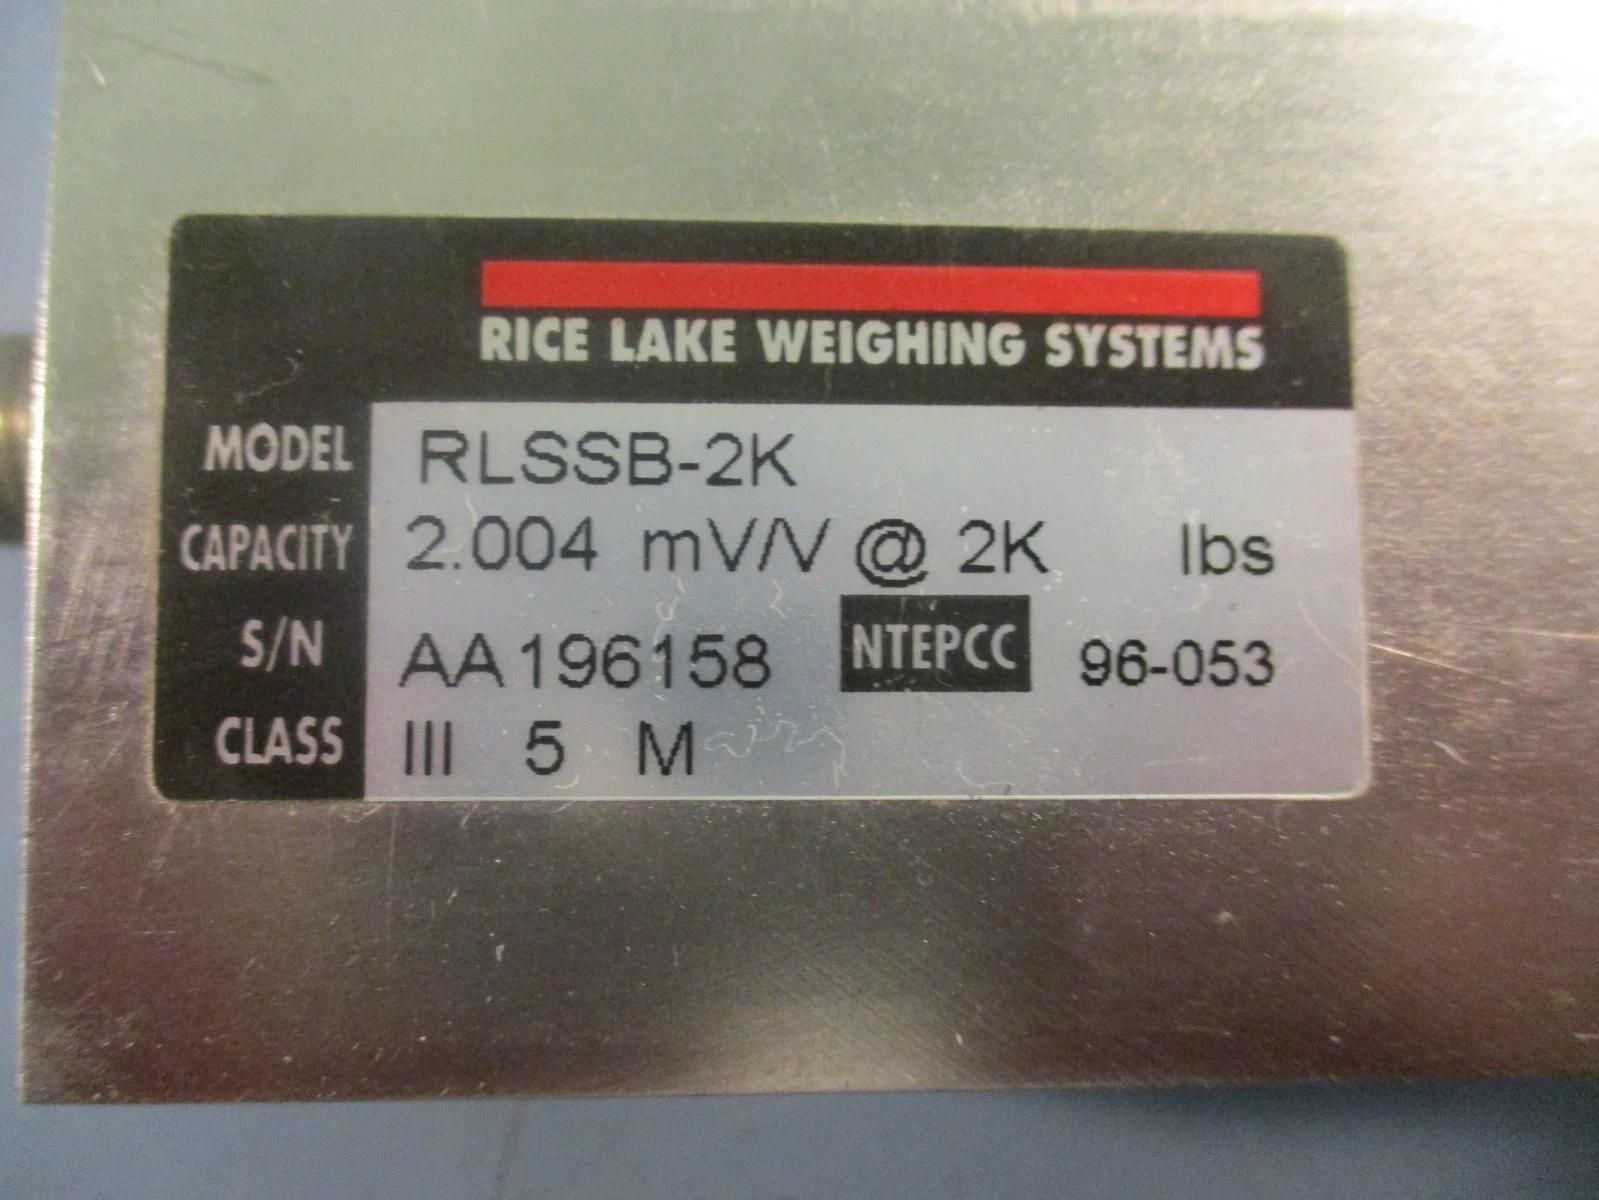 RICE LAKE WEIGHING SYSTEMS
MODEL RLSSB-2K
CAPACITY 2.004 mV/V @ 2K lbs
S/N AA196158 NTEPCC 96-053
CLASS III 5 M